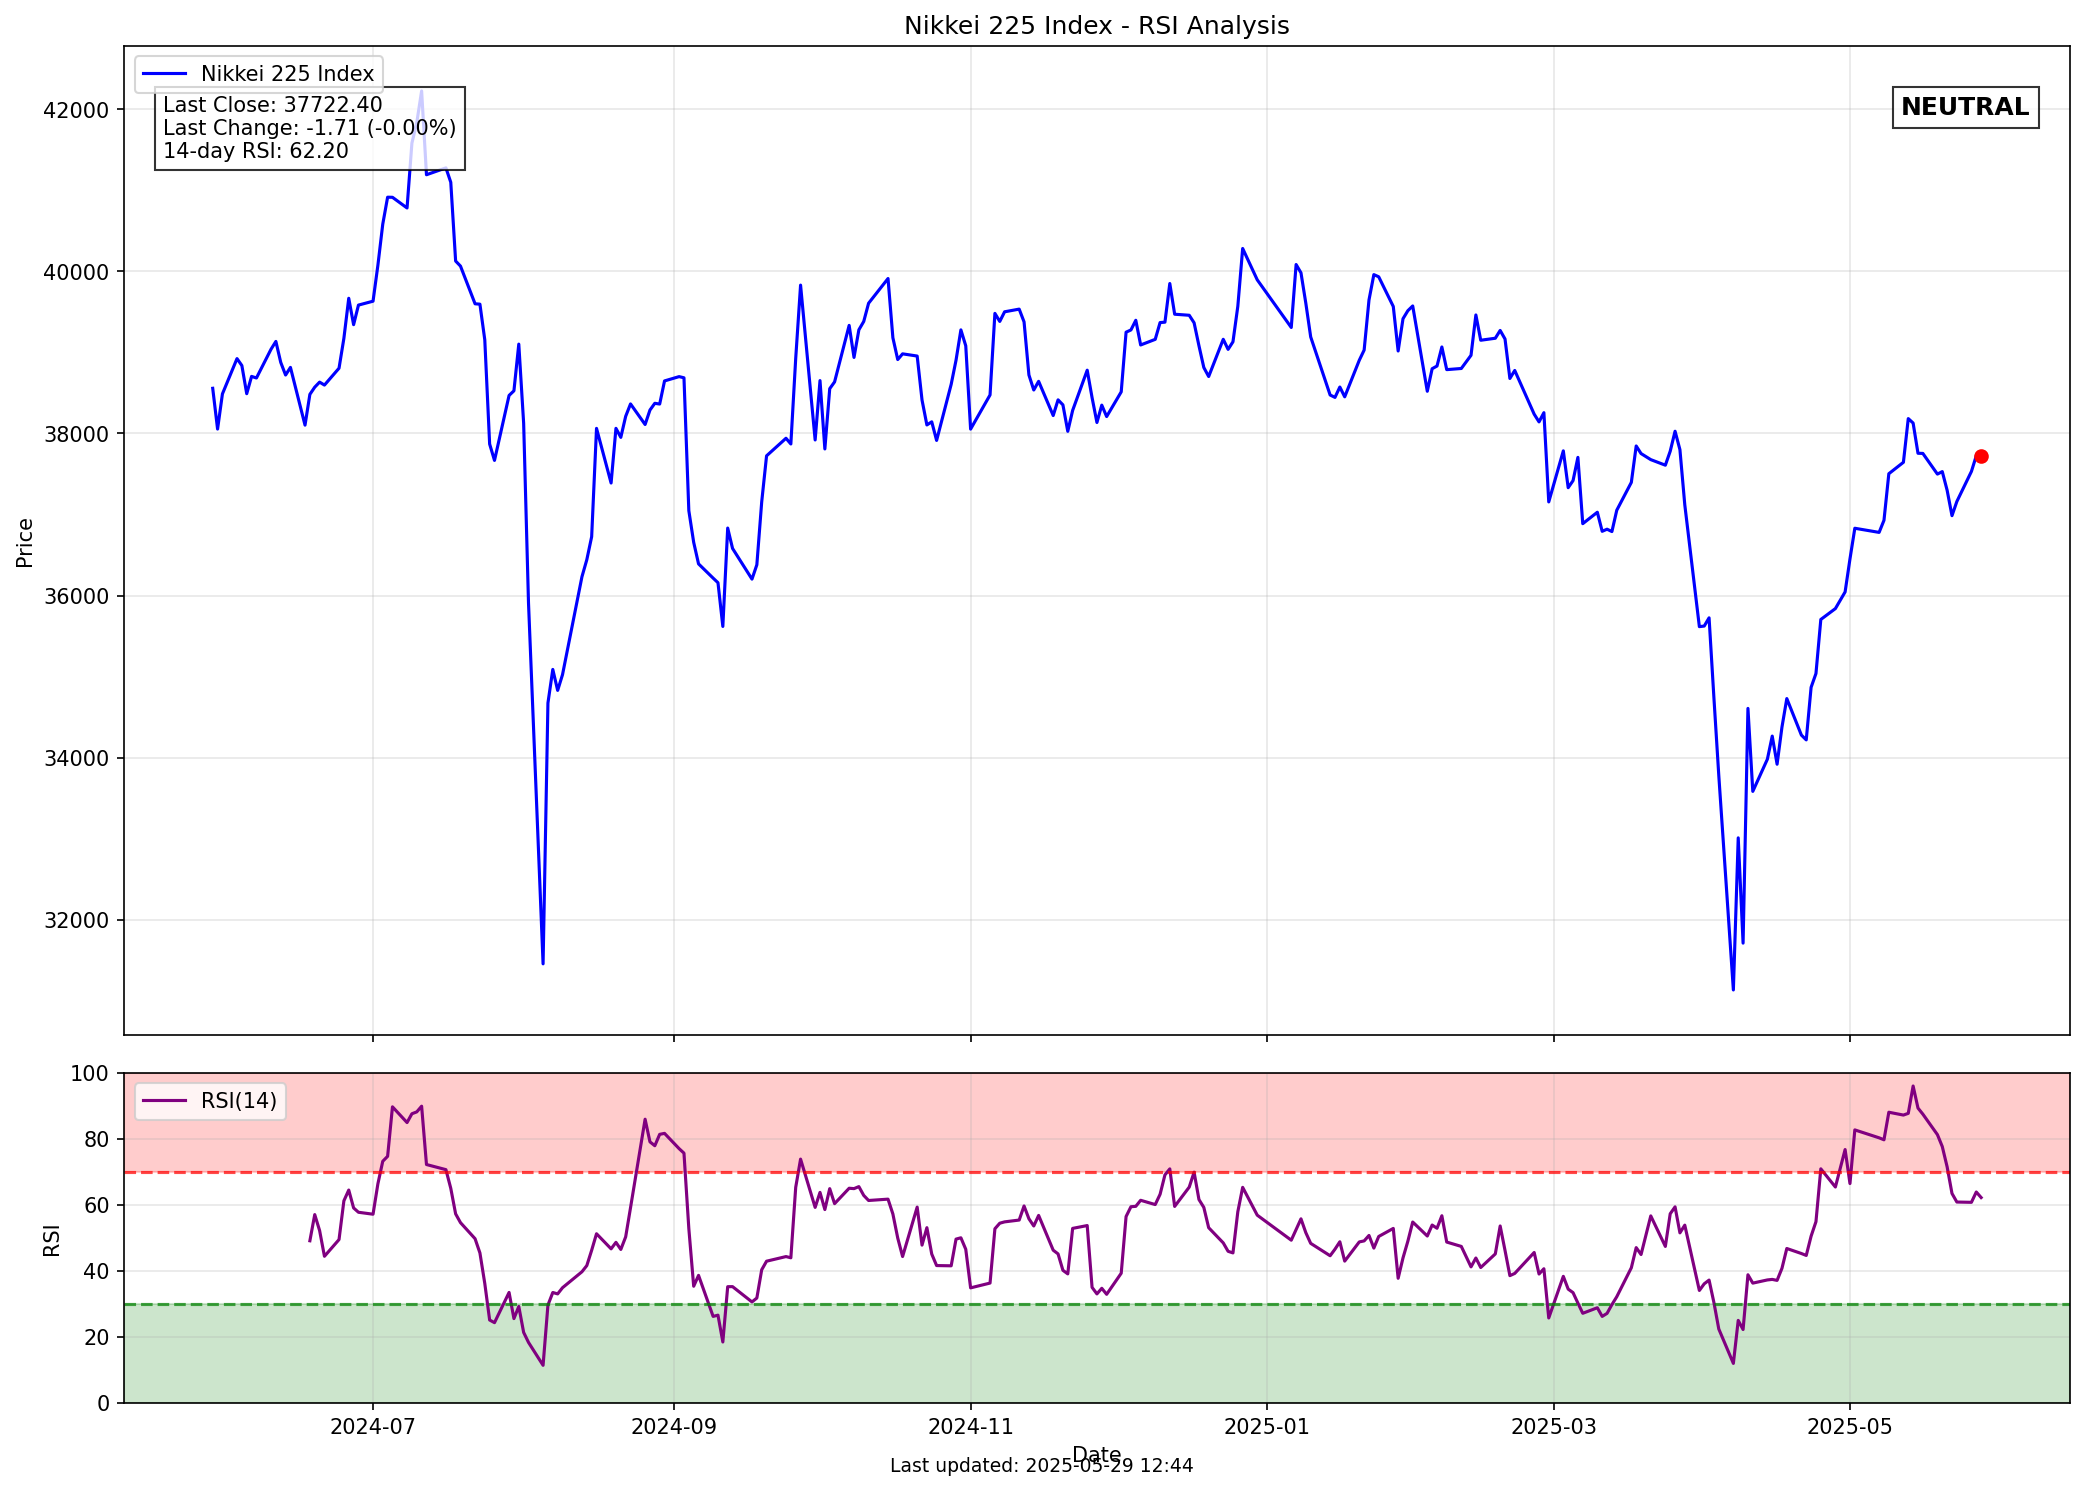 Nikkei 225 Index - RSI Analysis
Nikkei 225 Index
Last Close: 37722.40
Last Change: -1.71 (-0.00%)
14-day RSI: 62.20
NEUTRAL
42000
40000
38000
36000
34000
32000
Price
RSI(14)
100
80
60
40
20
0
RSI
2024-07
2024-09
2024-11
2025-01
2025-03
2025-05
Date
Last updated: 2025-05-29 12:44